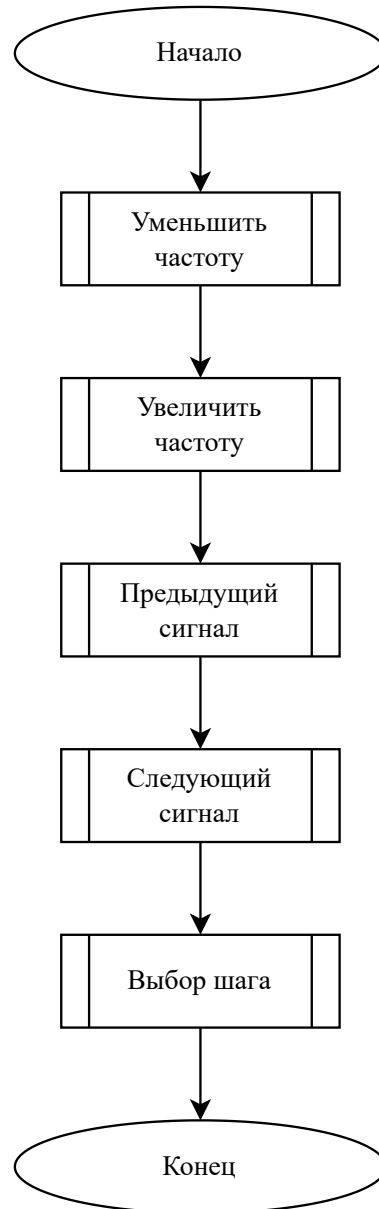 Начало
Уменьшить
частоту
Увеличить
частоту
Предыдущий
сигнал
Следующий
сигнал
Выбор шага
Конец